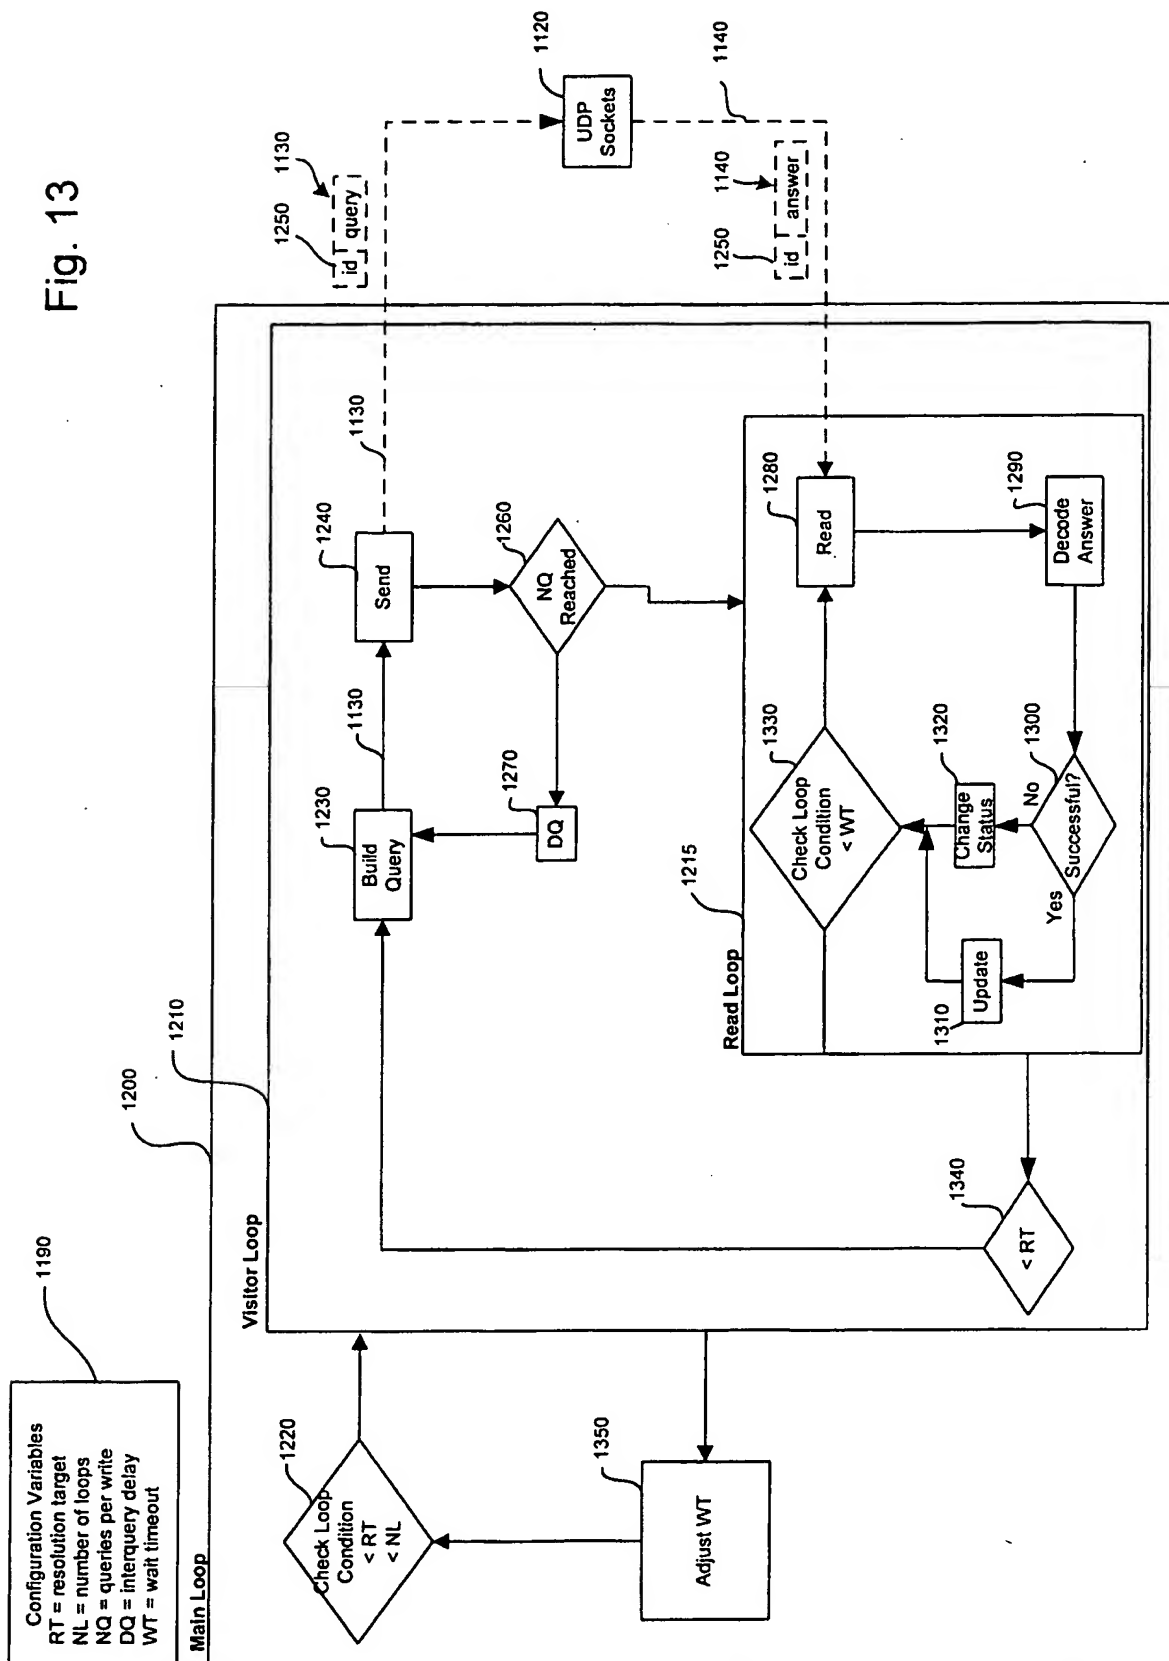 Fig. 13
Configuration Variables
RT = resolution target
NL = number of loops
NQ = queries per write
DQ = interquery delay
WT = wait timeout
1190
Main Loop
1200
Visitor Loop
1210
Check Loop
Condition
< RT
< NL
1220
Adjust WT
1350
Build
Query
1230
1130
Send
1240
1130
id
query
1250
1130
UDP
Sockets
1120
1140
id
answer
1250
1140
NQ
Reached
1260
DQ
1270
Read Loop
1215
Check Loop
Condition
< WT
1330
Read
1280
Decode
Answer
1290
Successful?
1300
No
Yes
Change
Status
1320
Update
1310
< RT
1340